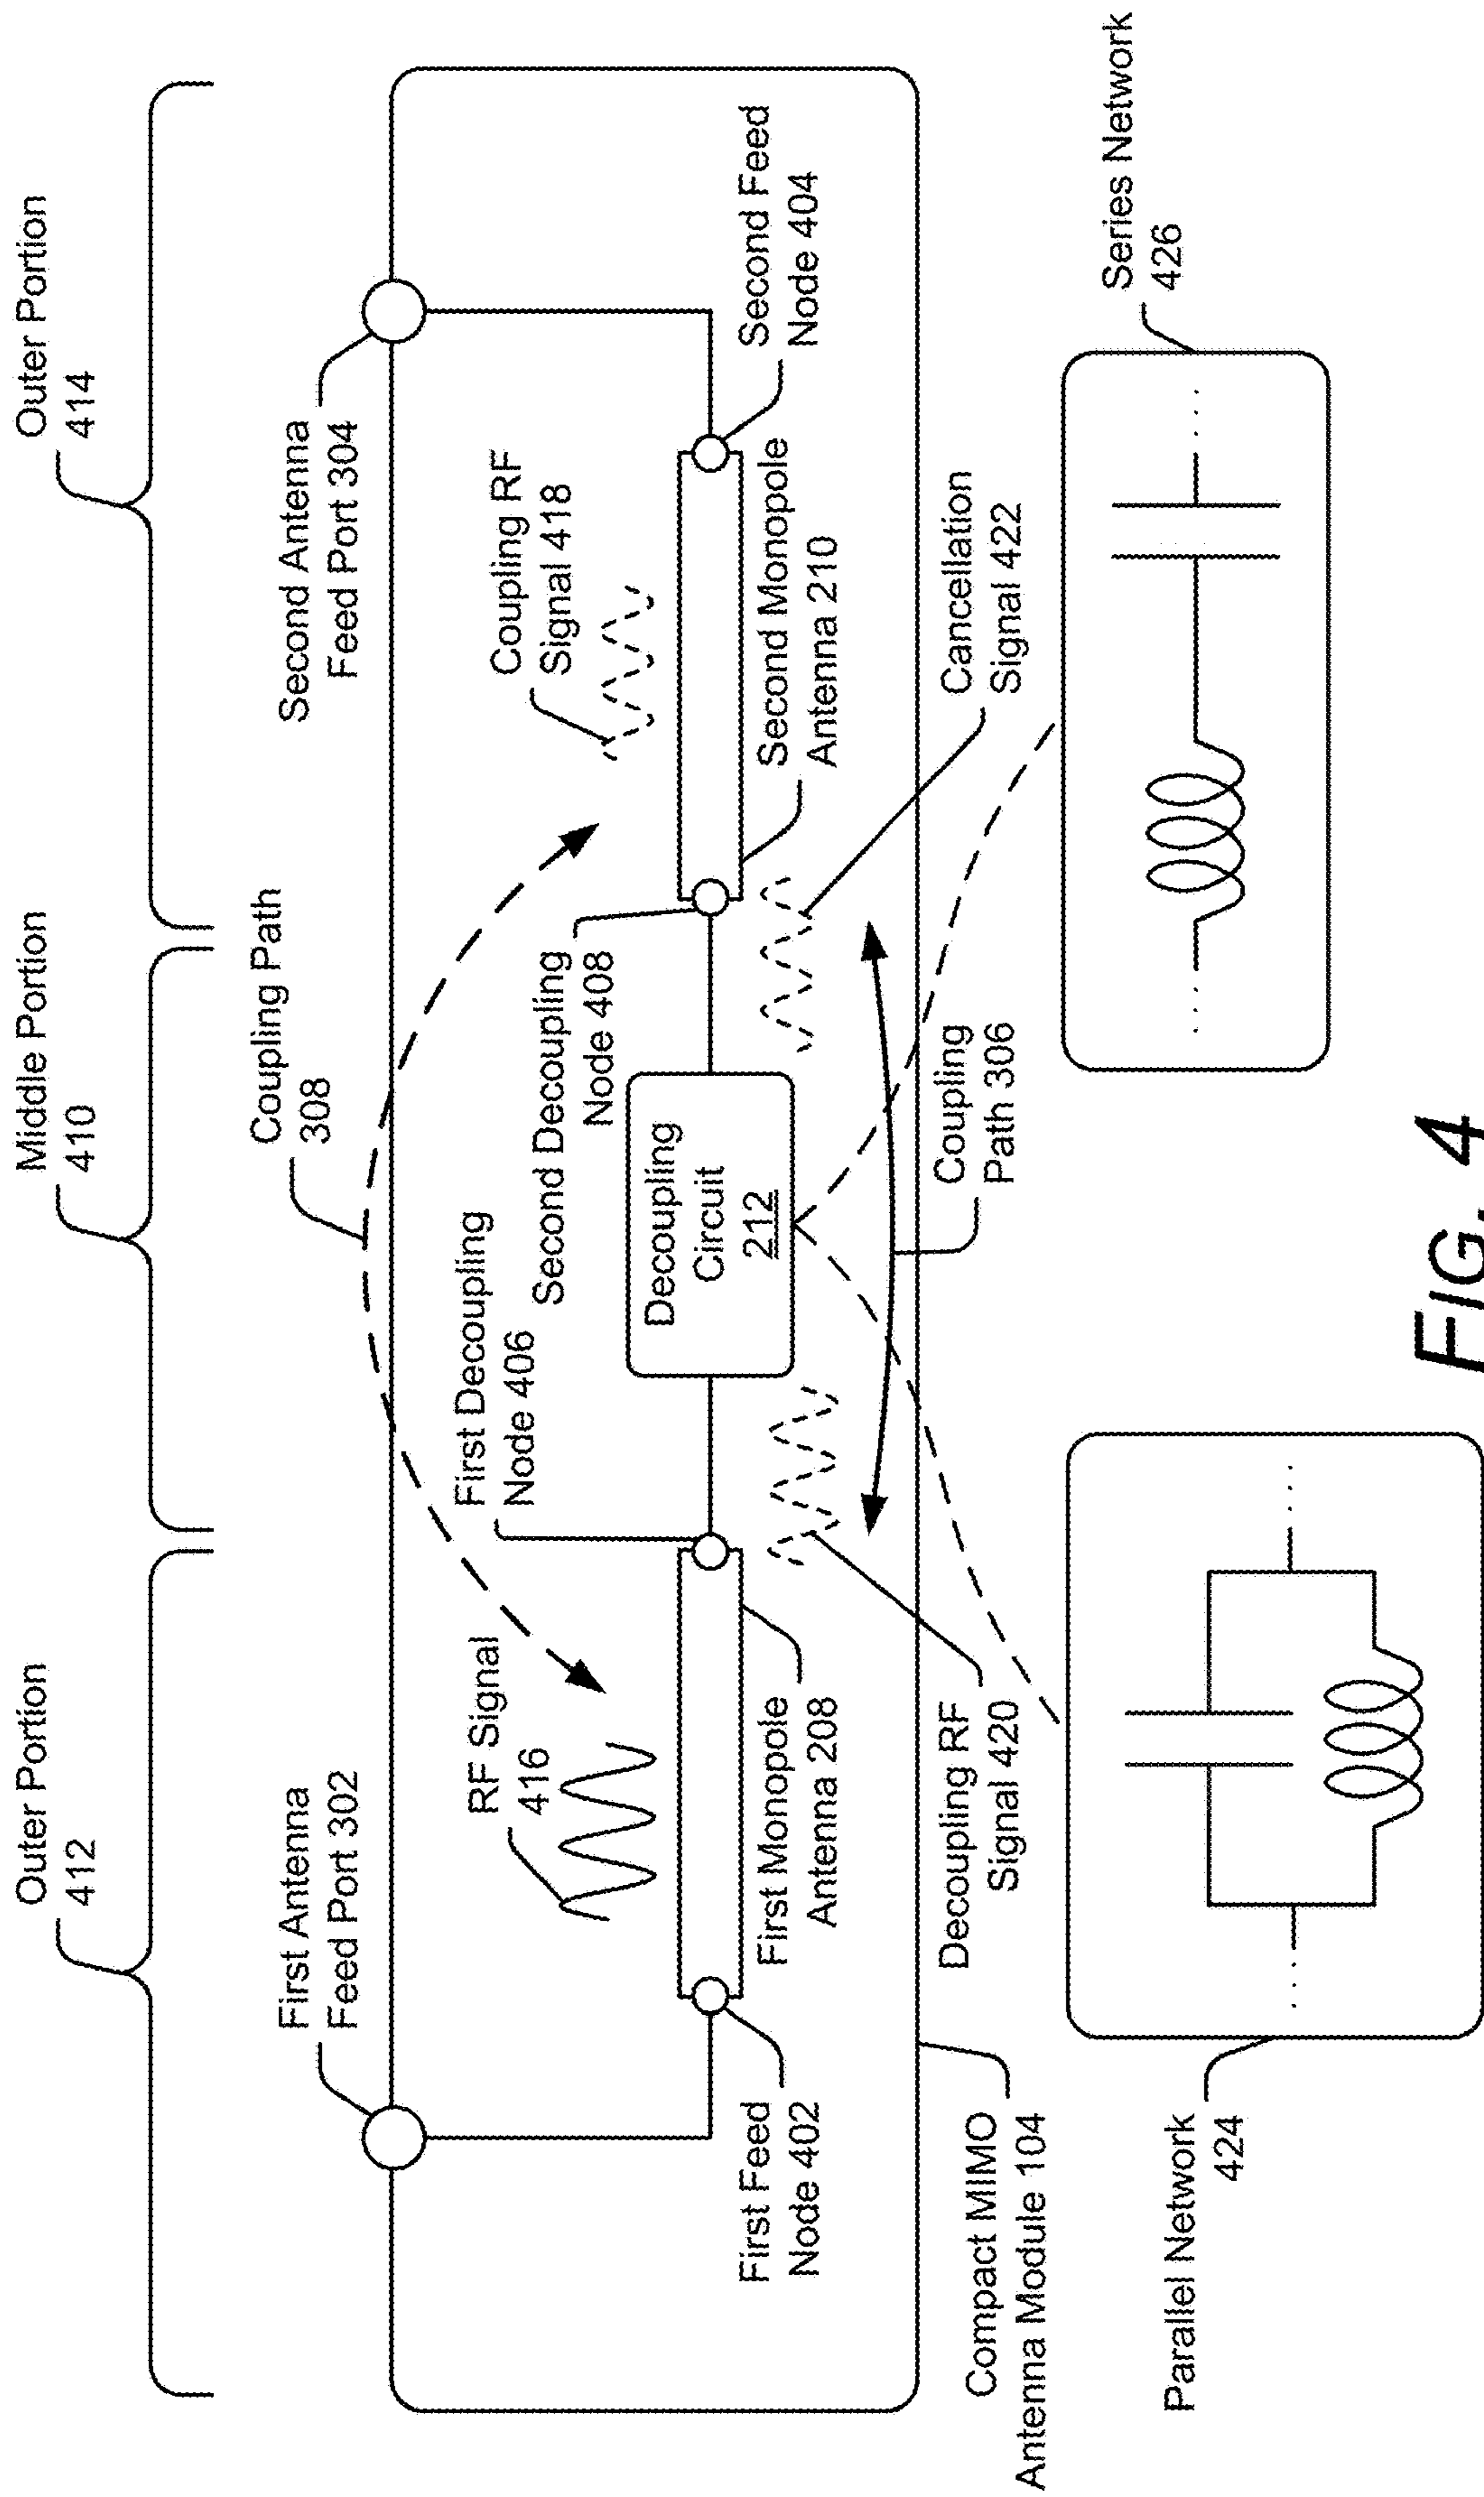 Outer Portion
412
Middle Portion
410
Outer Portion
414
First Antenna
Feed Port 302
Coupling Path
308
Second Antenna
Feed Port 304
RF Signal
416
First Decoupling
Node 406
Second Decoupling
Node 408
Coupling RF
Signal 418
Decoupling
Circuit
212
First Feed
Node 402
First Monopole
Antenna 208
Second Monopole
Antenna 210
Second Feed
Node 404
Compact MIMO
Antenna Module 104
Decoupling RF
Signal 420
Coupling
Path 306
Cancellation
Signal 422
Parallel Network
424
Series Network
426
FIG. 4